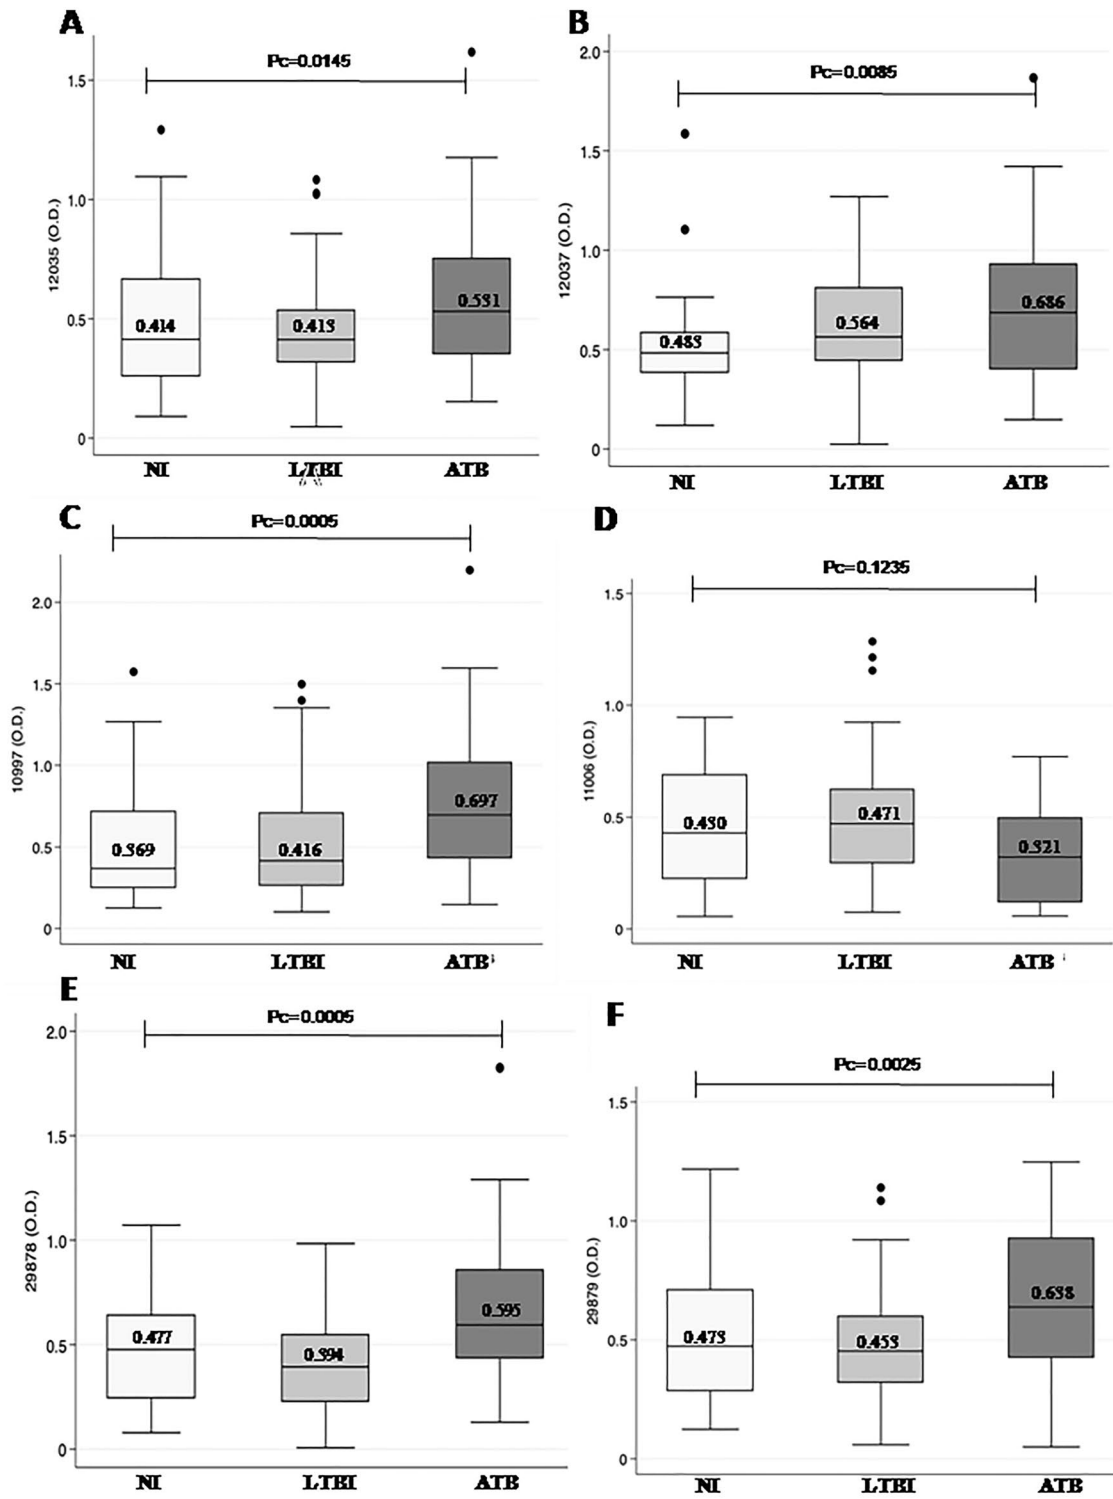 A
Pc=0.0145
12035 (O.D.)
1.5
1.0
0.5
0
0.414
0.413
0.531
NI
LTBI
ATB
B
Pc=0.0085
12037 (O.D.)
2.0
1.5
1.0
0.5
0
0.483
0.564
0.686
NI
LTBI
ATB
C
Pc=0.0005
10997 (O.D.)
2.0
1.5
1.0
0.5
0
0.369
0.416
0.697
NI
LTBI
ATB
D
Pc=0.1235
11006 (O.D.)
1.5
1.0
0.5
0
0.430
0.471
0.321
NI
LTBI
ATB
E
Pc=0.0005
29878 (O.D.)
2.0
1.5
1.0
0.5
0
0.477
0.394
0.595
NI
LTBI
ATB
F
Pc=0.0025
29879 (O.D.)
1.5
1.0
0.5
0
0.473
0.453
0.638
NI
LTBI
ATB